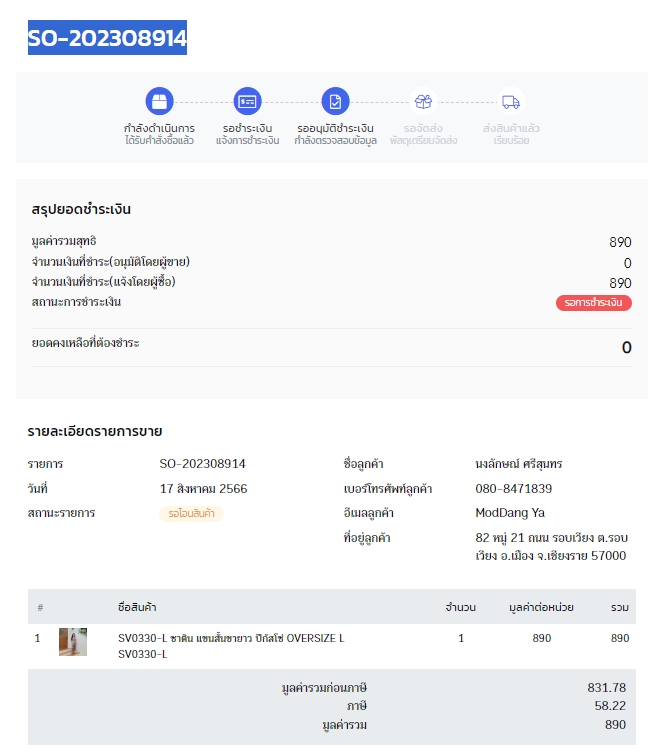 SO-202308914
กำลังดำเนินการ รอชำระเงิน รออนุมัติชำระเงิน รอจัดส่ง ส่งสินค้าแล้ว
ได้รับคำสั่งซื้อแล้ว แจ้งการชำระเงิน กำลังตรวจสอบข้อมูล พัสดุเตรียมจัดส่ง เรียบร้อย
สรุปยอดชำระเงิน
มูลค่ารวมสุทธิ 890
จำนวนเงินที่ชำระ(อนุมัติโดยผู้ขาย) 0
จำนวนเงินที่ชำระ(แจ้งโดยผู้ซื้อ) 890
สถานะการชำระเงิน รอการชำระเงิน
ยอดคงเหลือที่ต้องชำระ 0
รายละเอียดรายการขาย
รายการ SO-202308914 ชื่อลูกค้า นงลักษณ์ ศรีสุนทร
วันที่ 17 สิงหาคม 2566 เบอร์โทรศัพท์ลูกค้า 080-8471839
สถานะรายการ รอโอนสินค้า อีเมลลูกค้า ModDang Ya
ที่อยู่ลูกค้า 82 หมู่ 21 ถนน รอบเวียง ต.รอบ
เวียง อ.เมือง จ.เชียงราย 57000
# ชื่อสินค้า จำนวน มูลค่าต่อหน่วย รวม
1 SV0330-L ซาติน แขนสั้นขายาว ปิกัสโซ่ OVERSIZE L 1 890 890
SV0330-L
มูลค่ารวมก่อนภาษี 831.78
ภาษี 58.22
มูลค่ารวม 890